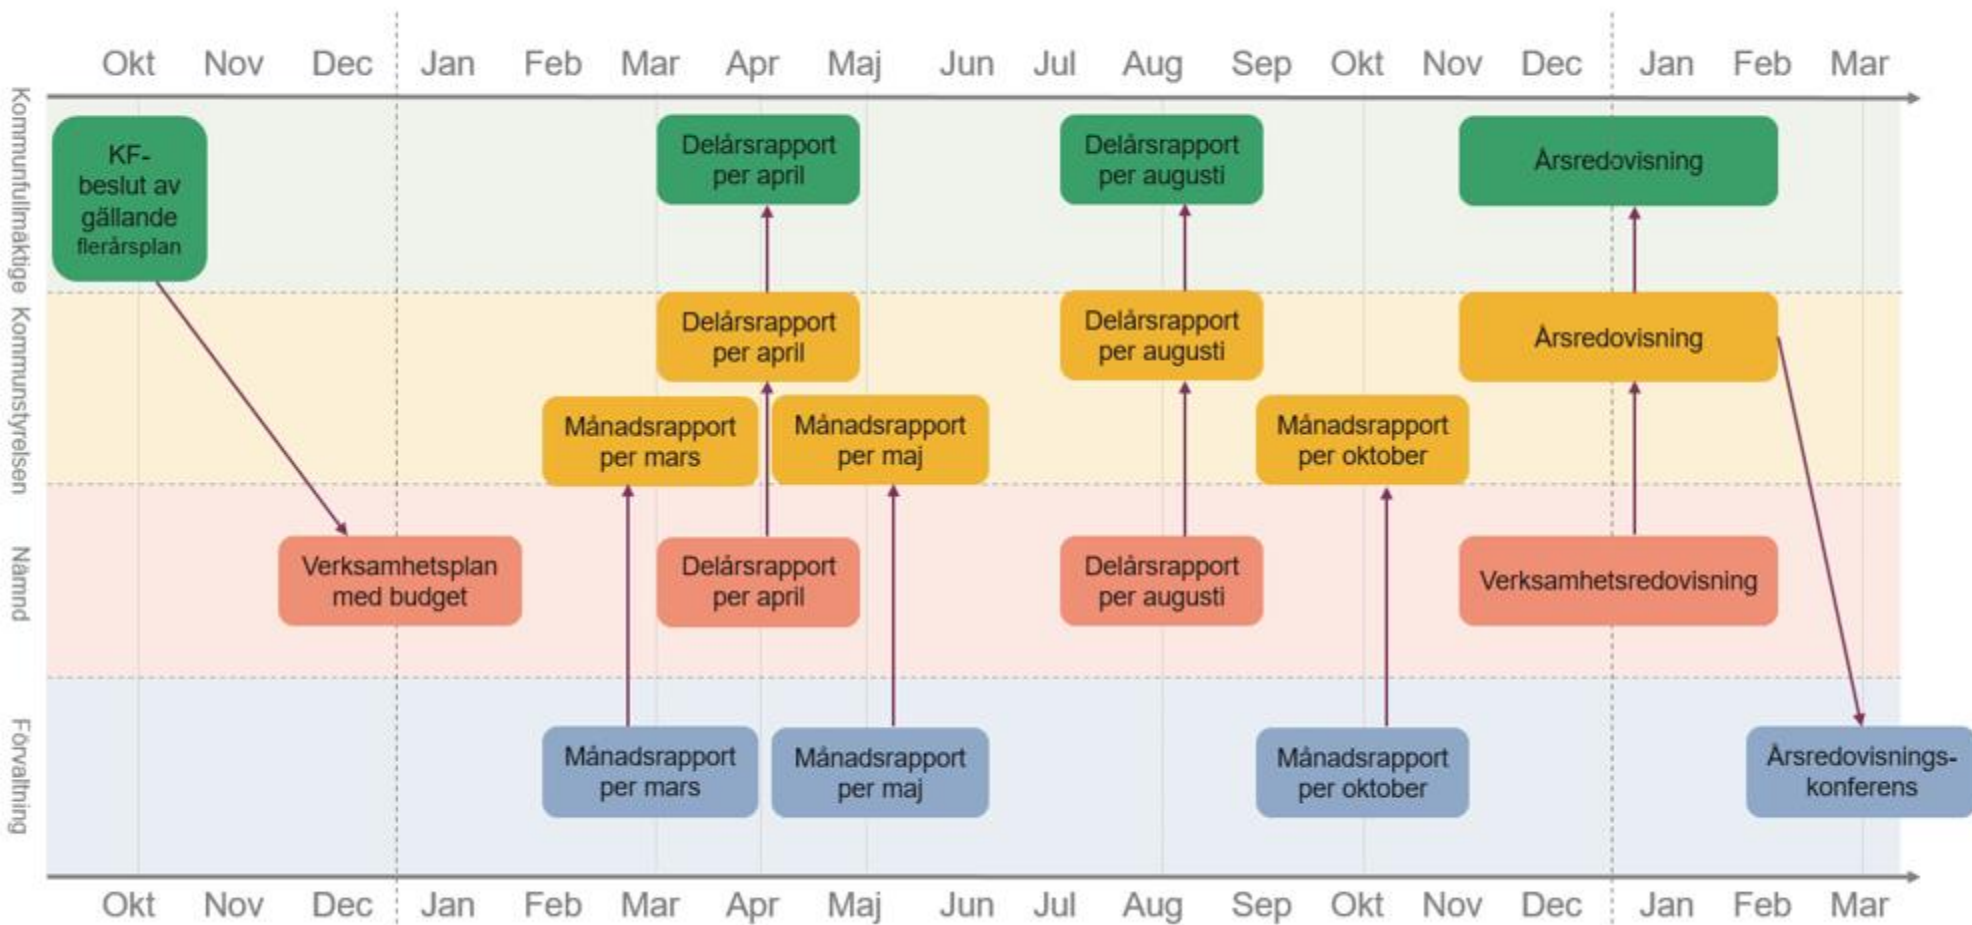 Okt Nov Dec Jan Feb Mar Apr Maj Jun Jul Aug Sep Okt Nov Dec Jan Feb Mar
Kommunfullmäktige
KF-
beslut av
gällande
flerårsplan
Delårsrapport
per april
Delårsrapport
per augusti
Årsredovisning
Kommunstyrelsen
Delårsrapport
per april
Delårsrapport
per augusti
Årsredovisning
Månadsrapport
per mars
Månadsrapport
per maj
Månadsrapport
per oktober
Nämnd
Verksamhetsplan
med budget
Delårsrapport
per april
Delårsrapport
per augusti
Verksamhetsredovisning
Förvaltning
Månadsrapport
per mars
Månadsrapport
per maj
Månadsrapport
per oktober
Årsredovisnings-
konferens
Okt Nov Dec Jan Feb Mar Apr Maj Jun Jul Aug Sep Okt Nov Dec Jan Feb Mar